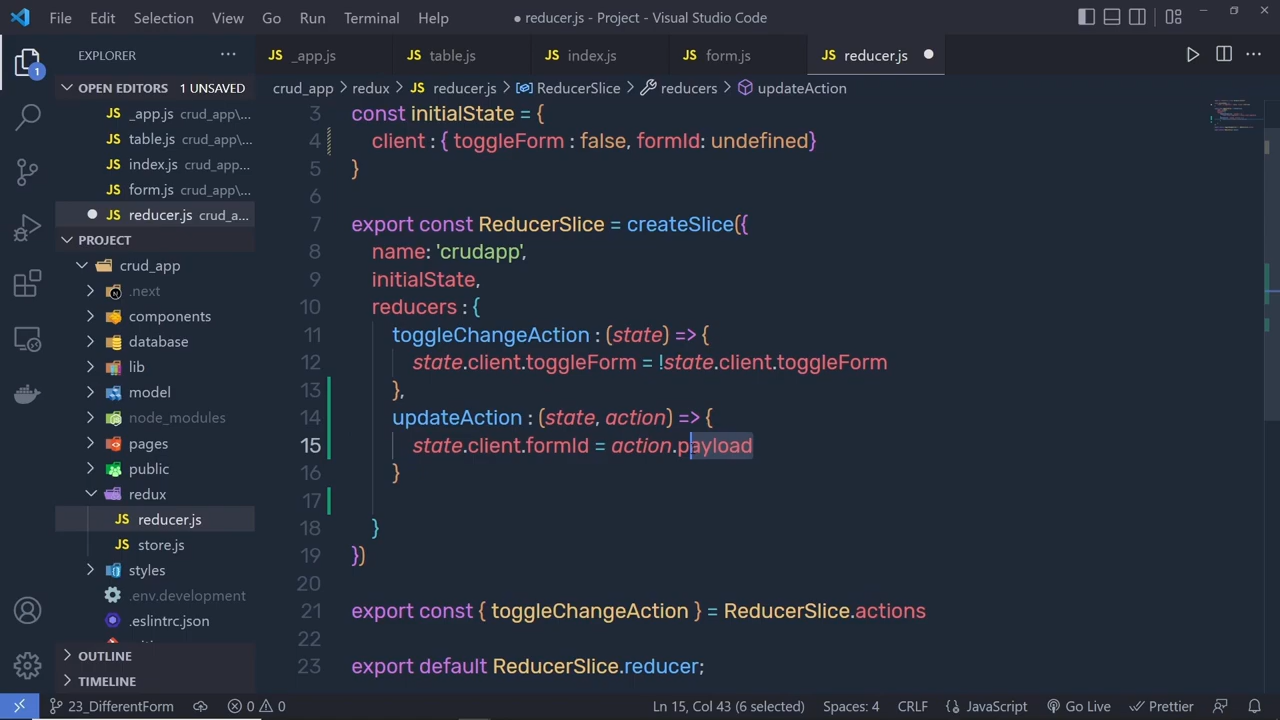 File Edit Selection View Go Run Terminal Help
● reducer.js - Project - Visual Studio Code
EXPLORER ···
JS _app.js JS table.js JS index.js JS form.js JS reducer.js ●
1
OPEN EDITORS 1 UNSAVED
JS _app.js crud_app\...
JS table.js crud_app\...
JS index.js crud_app\...
JS form.js crud_app\...
● JS reducer.js crud_a...
PROJECT
crud_app
.next
components
database
lib
model
node_modules
pages
public
redux
JS reducer.js
JS store.js
styles
.env.development
.eslintrc.json
OUTLINE
TIMELINE
crud_app > redux > JS reducer.js > ReducerSlice > reducers > updateAction
3 const initialState = {
4 client : { toggleForm : false, formId: undefined}
5 }
6
7 export const ReducerSlice = createSlice({
8 name: 'crudapp',
9 initialState,
10 reducers : {
11 toggleChangeAction : (state) => {
12 state.client.toggleForm = !state.client.toggleForm
13 },
14 updateAction : (state, action) => {
15 state.client.formId = action.payload
16 }
17
18 }
19 })
20
21 export const { toggleChangeAction } = ReducerSlice.actions
22
23 export default ReducerSlice.reducer;
23_DifferentForm 0 0 Ln 15, Col 43 (6 selected) Spaces: 4 CRLF {} JavaScript Go Live Prettier